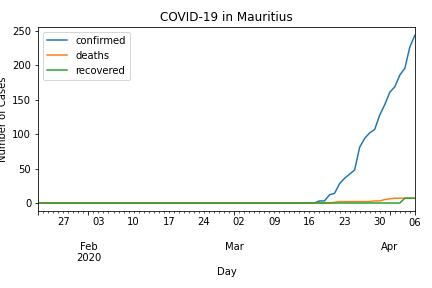 COVID-19 in Mauritius
250
200
150
100
50
0
Number of Cases
confirmed
deaths
recovered
27 03 10 17 24 02 09 16 23 30 06
Feb Mar Apr
2020
Day